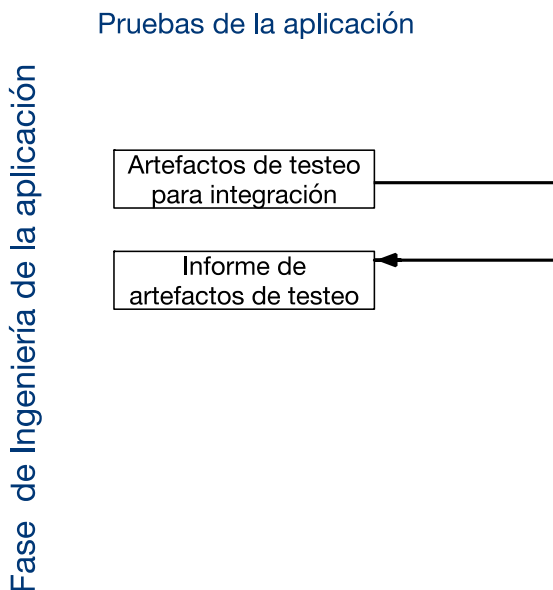 Pruebas de la aplicación
Fase de Ingeniería de la aplicación
Artefactos de testeo
para integración
Informe de
artefactos de testeo